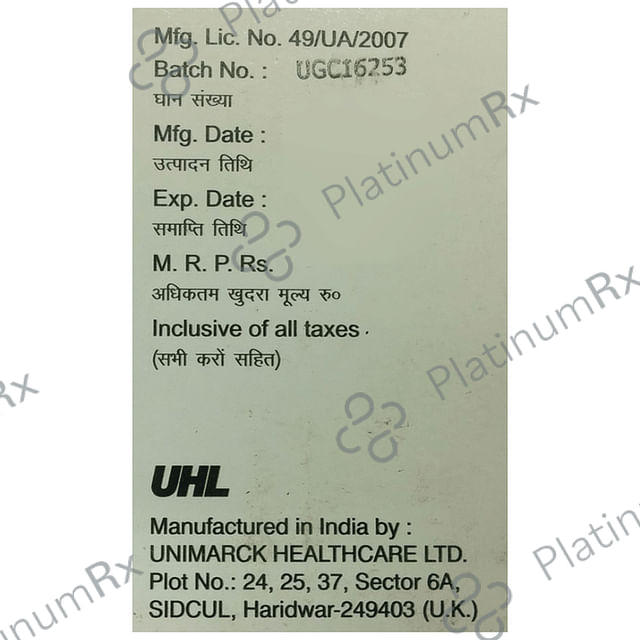 Mfg. Lic. No. 49/UA/2007
Batch No. : UGC16253
घान संख्या
Mfg. Date :
उत्पादन तिथि
Exp. Date :
समाप्ति तिथि
M. R. P. Rs.
अधिकतम खुदरा मूल्य रु०
Inclusive of all taxes .
(सभी करों सहित)
UHL
Manufactured in India by :
UNIMARCK HEALTHCARE LTD.
Plot No.: 24, 25, 37, Sector 6A,
SIDCUL, Haridwar-249403 (U.K.)
PlatinumRx
PlatinumRx